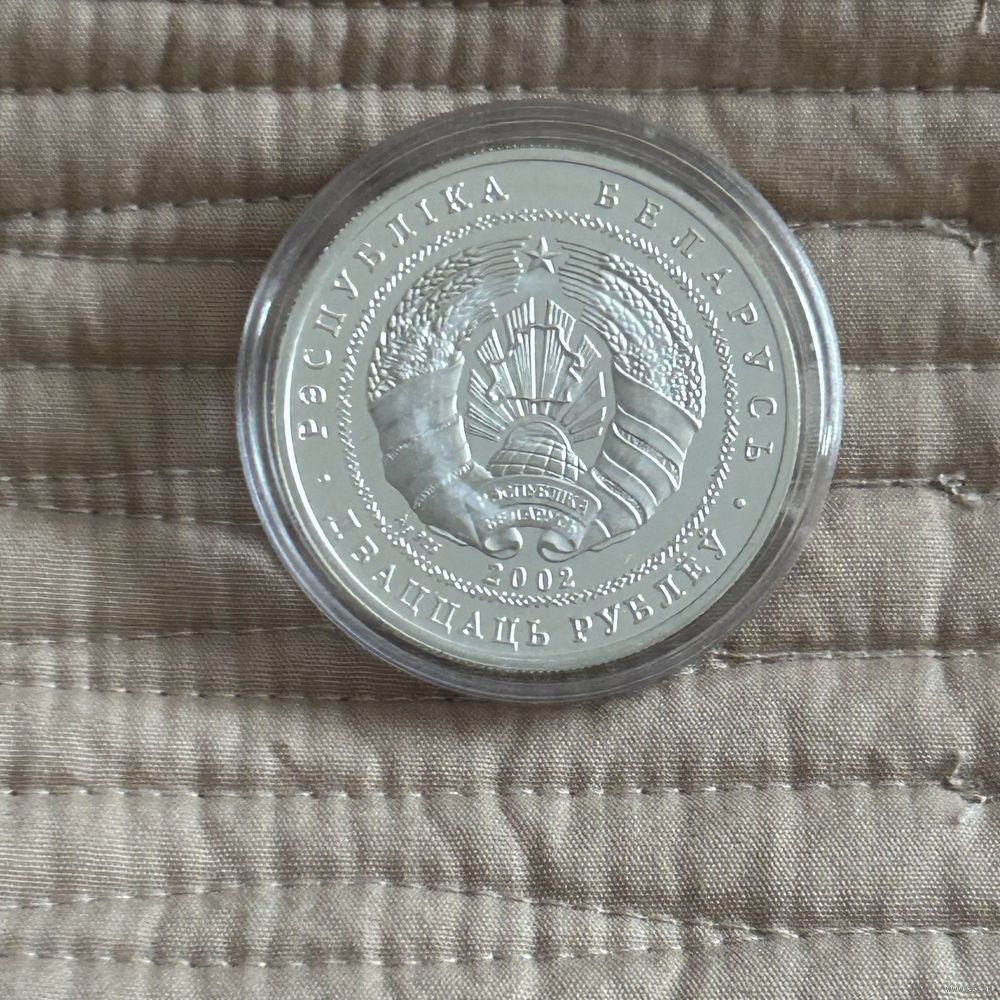 РЭСПУБЛІКА БЕЛАРУСЬ
РЭСПУБЛІКА
БЕЛАРУСЬ
2002
· ДВАЦЦАЦЬ РУБЛЁЎ ·